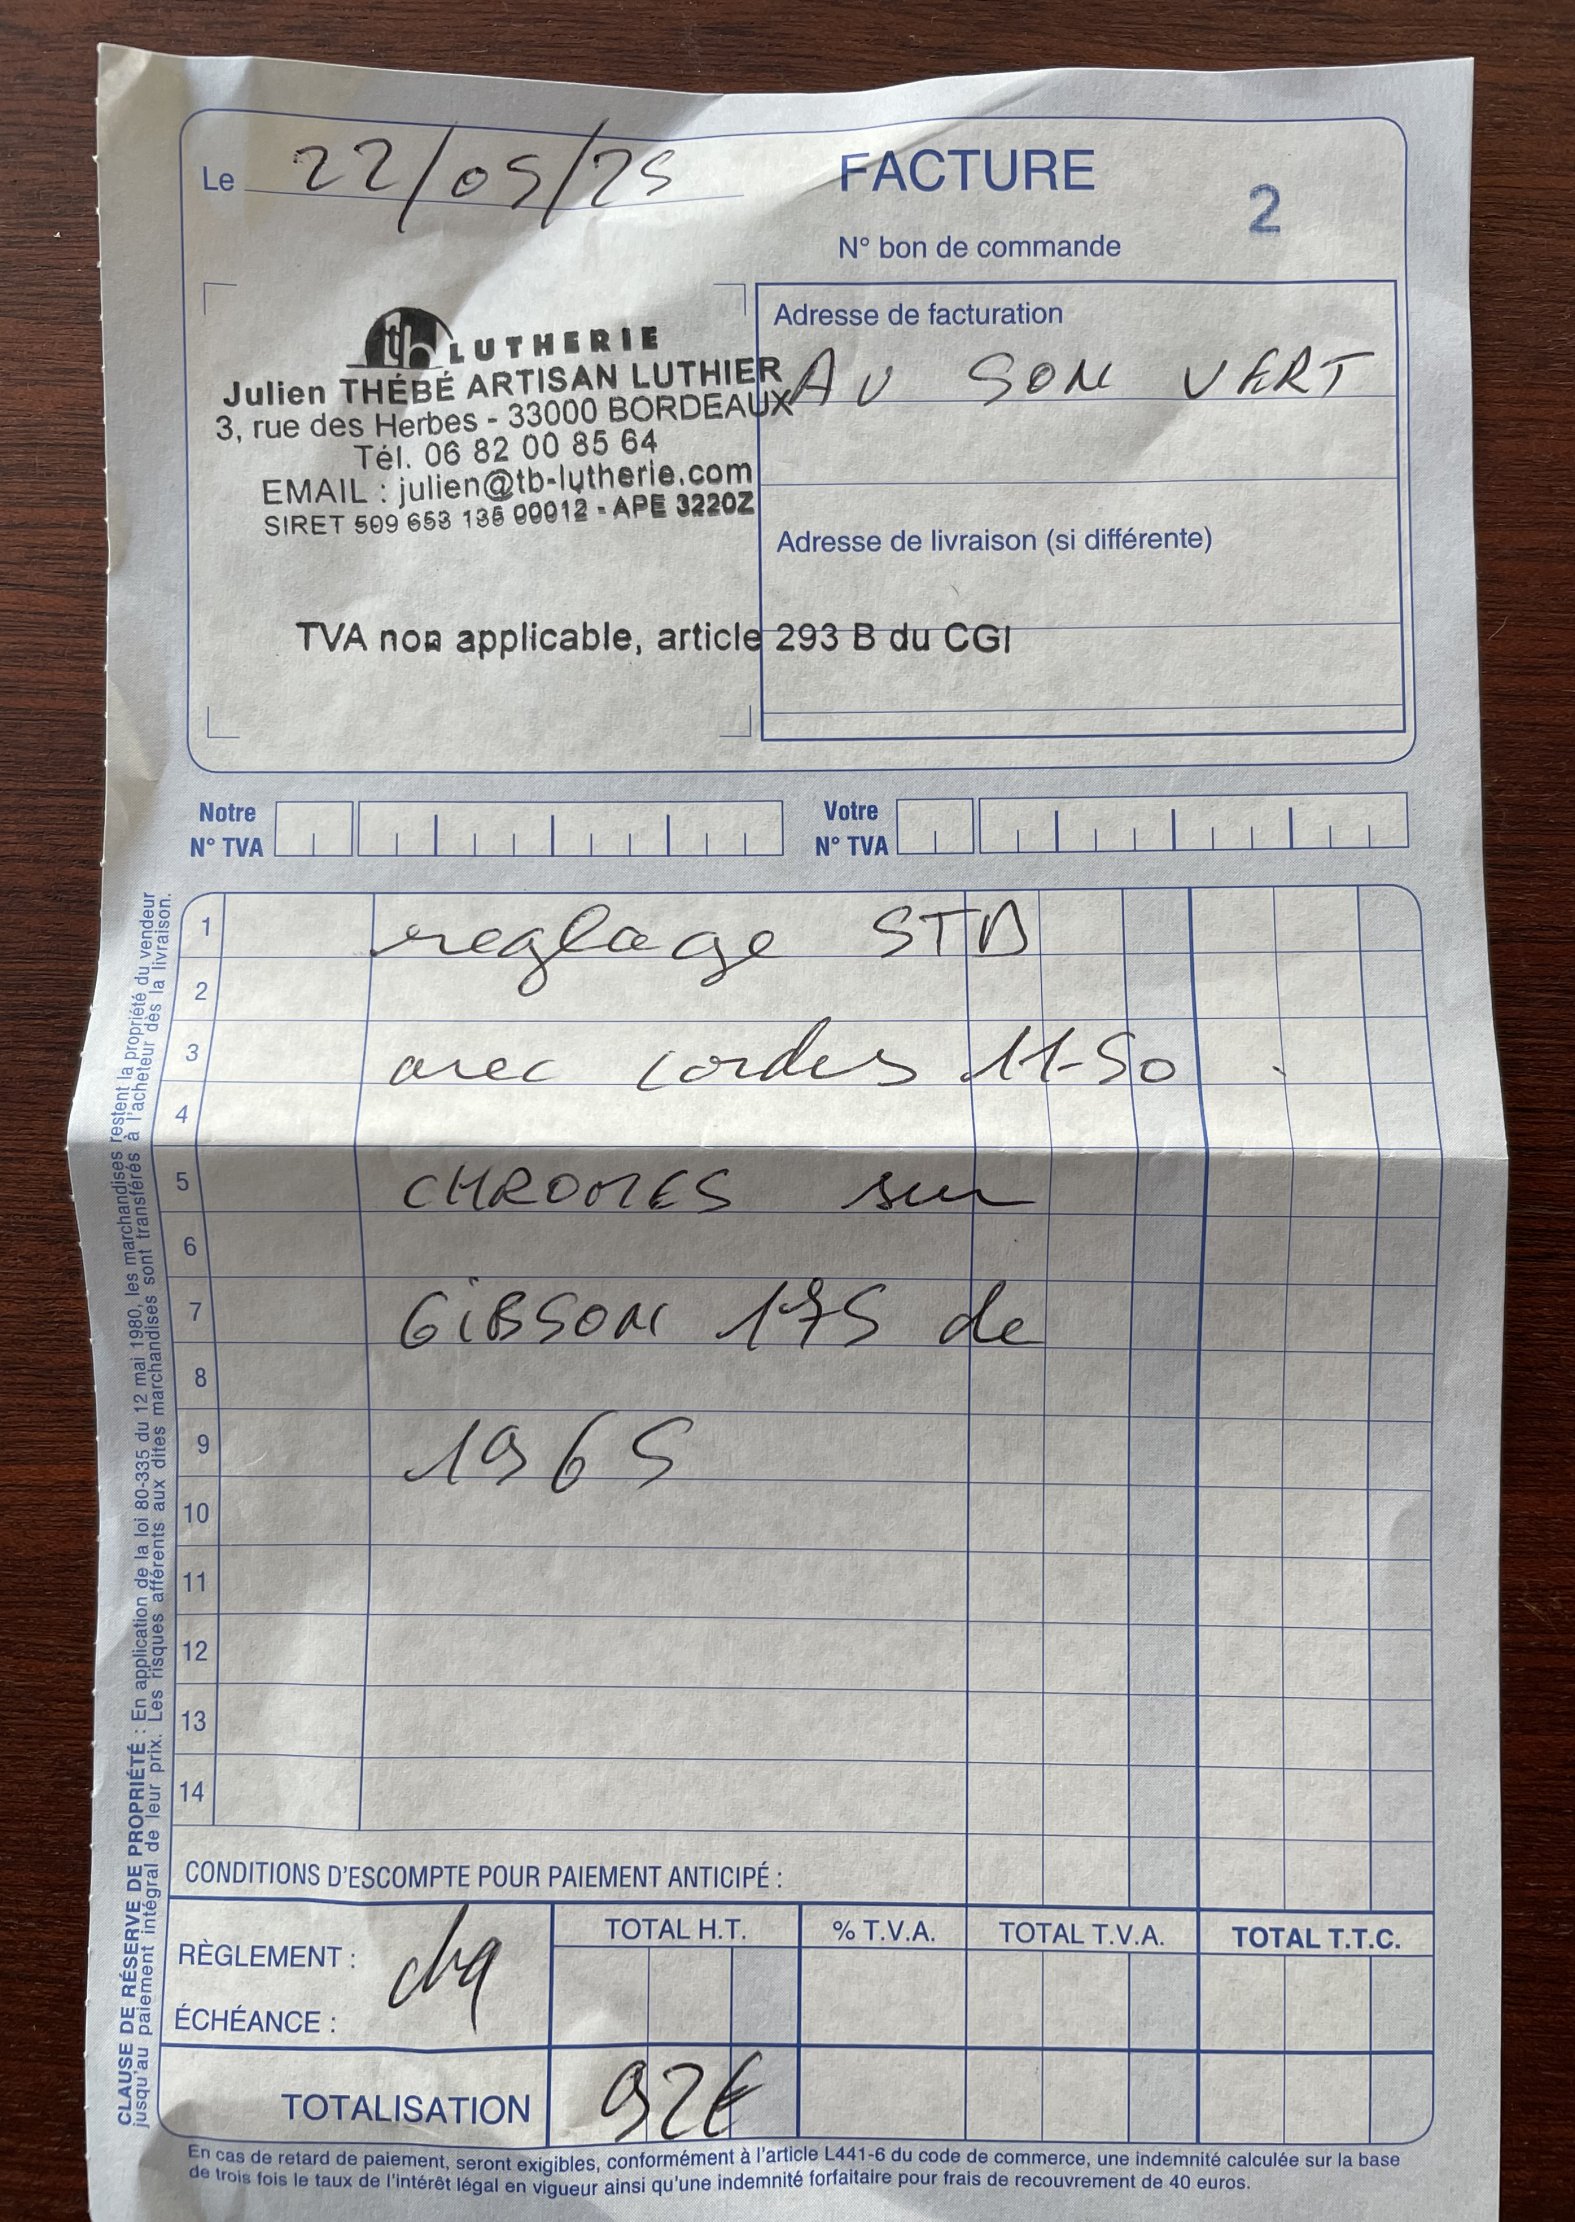 Le 22/05/25
FACTURE
2
N° bon de commande
tb LUTHERIE
Julien THÉBÉ ARTISAN LUTHIER
3, rue des Herbes - 33000 BORDEAUX
Tél. 06 82 00 85 64
EMAIL : julien@tb-lutherie.com
SIRET 509 653 136 00012 - APE 3220Z
TVA non applicable, article 293 B du CGI
Adresse de facturation
AU SON VERT
Adresse de livraison (si différente)
Notre
N° TVA
Votre
N° TVA
1 reglage STD
2
3 avec cordes 11-50
4
5 CHROMES sur
6
7 GiBSON 175 de
8
9 1965
10
11
12
13
14
CONDITIONS D'ESCOMPTE POUR PAIEMENT ANTICIPÉ :
RÈGLEMENT : chq
ÉCHÉANCE :
TOTAL H.T.
% T.V.A.
TOTAL T.V.A.
TOTAL T.T.C.
TOTALISATION 92€
En cas de retard de paiement, seront exigibles, conformément à l'article L441-6 du code de commerce, une indemnité calculée sur la base
de trois fois le taux de l'intérêt légal en vigueur ainsi qu'une indemnité forfaitaire pour frais de recouvrement de 40 euros.
CLAUSE DE RÉSERVE DE PROPRIÉTÉ : En application de la loi 80-335 du 12 mai 1980, les marchandises restent la propriété du vendeur
jusqu'au paiement intégral de leur prix. Les risques afférents aux dites marchandises sont transférés à l'acheteur dès la livraison.